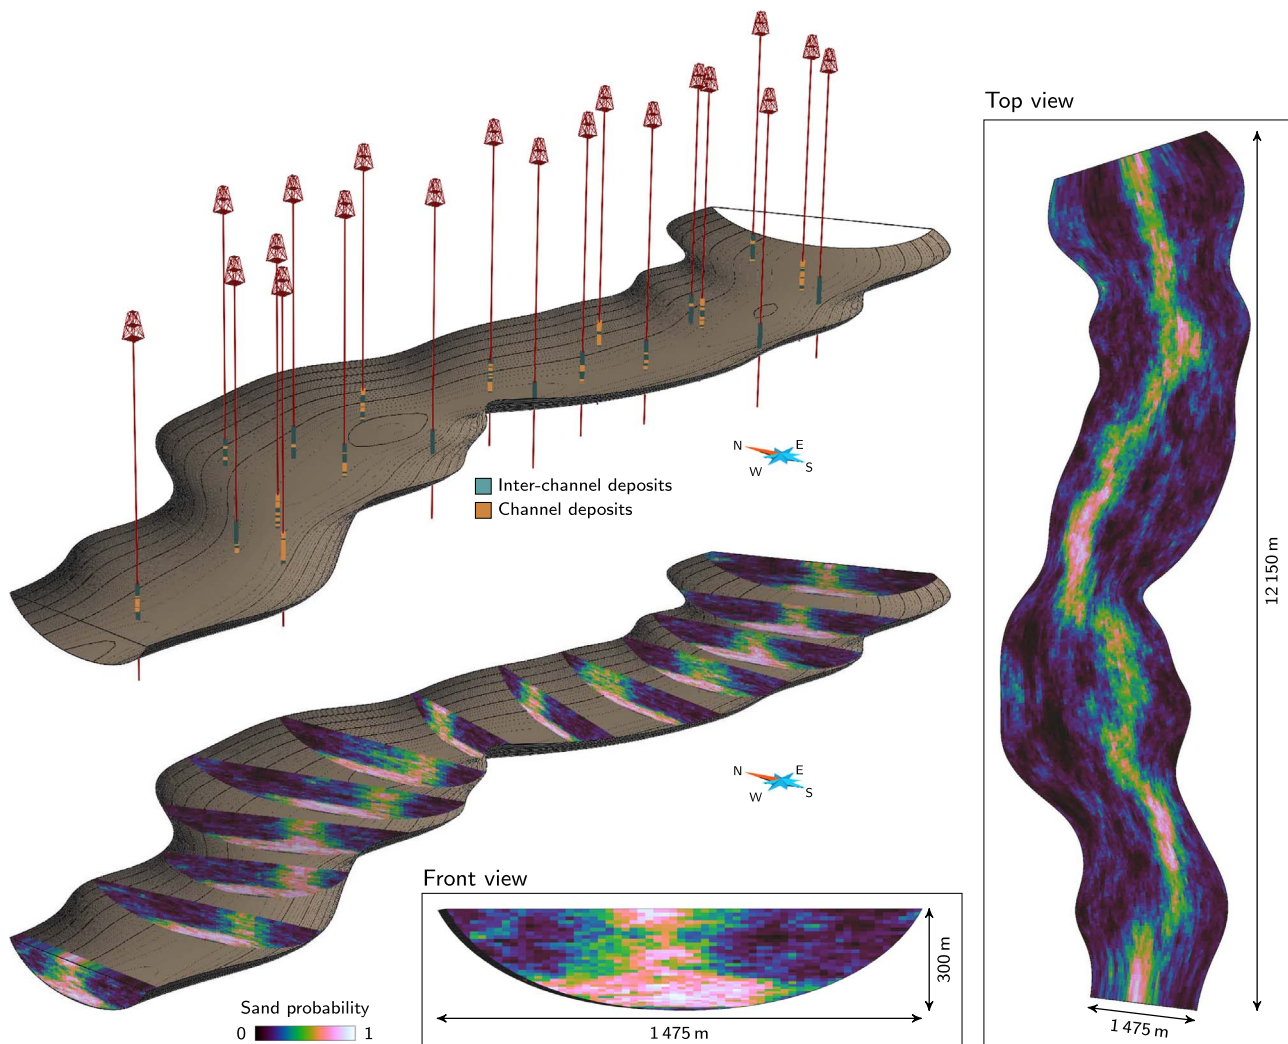 Top view
N
E
W
S
Inter-channel deposits
Channel deposits
12 150 m
N
E
W
S
Front view
300 m
Sand probability
0
1
1 475 m
1 475 m